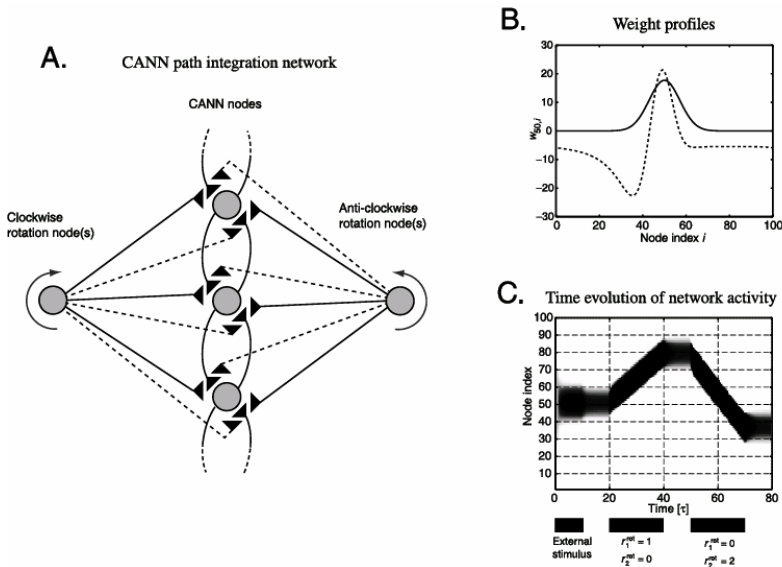 A.
CANN path integration network
CANN nodes
Clockwise
rotation node(s)
Anti-clockwise
rotation node(s)
B.
Weight profiles
w50,i
30
20
10
0
−10
−20
−30
0 20 40 60 80 100
Node index i
C.
Time evolution of network activity
Node index
100
90
80
70
60
50
40
30
20
10
0 20 40 60 80
Time [τ]
External
stimulus
r₁ʳᵒᵗ = 1
r₂ʳᵒᵗ = 0
r₁ʳᵒᵗ = 0
r₂ʳᵒᵗ = 2